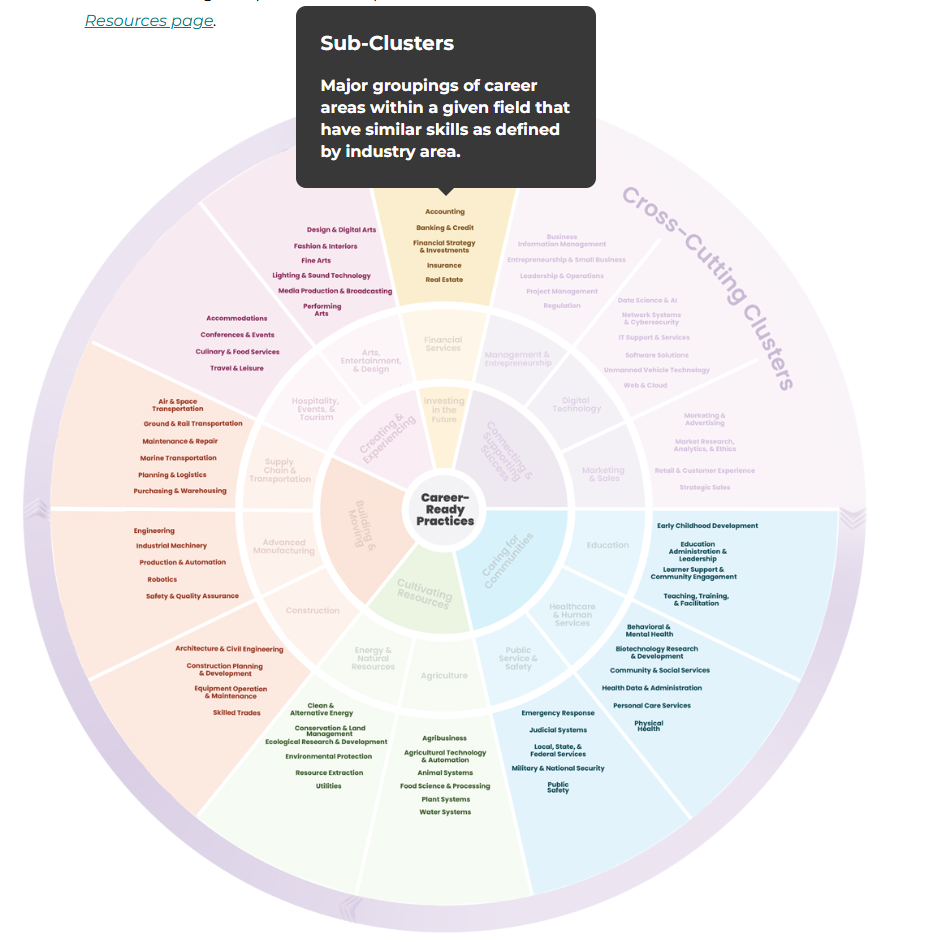 Resources page.
Sub-Clusters
Major groupings of career
areas within a given field that
have similar skills as defined
by industry area.
Cross-Cutting Clusters
Accounting
Banking & Credit
Financial Strategy
& Investments
Insurance
Real Estate
Business
Information Management
Entrepreneurship & Small Business
Leadership & Operations
Project Management
Regulation
Data Science & AI
Network Systems
& Cybersecurity
IT Support & Services
Software Solutions
Unmanned Vehicle Technology
Web & Cloud
Marketing &
Advertising
Market Research,
Analytics, & Ethics
Retail & Customer Experience
Strategic Sales
Early Childhood Development
Education
Administration &
Leadership
Learner Support &
Community Engagement
Teaching, Training,
& Facilitation
Behavioral &
Mental Health
Biotechnology Research
& Development
Community & Social Services
Health Data & Administration
Personal Care Services
Physical
Health
Emergency Response
Judicial Systems
Local, State, &
Federal Services
Military & National Security
Public
Safety
Agribusiness
Agricultural Technology
& Automation
Animal Systems
Food Science & Processing
Plant Systems
Water Systems
Clean &
Alternative Energy
Conservation & Land
Management
Ecological Research & Development
Environmental Protection
Resource Extraction
Utilities
Architecture & Civil Engineering
Construction Planning
& Development
Equipment Operation
& Maintenance
Skilled Trades
Engineering
Industrial Machinery
Production & Automation
Robotics
Safety & Quality Assurance
Air & Space
Transportation
Ground & Rail Transportation
Maintenance & Repair
Marine Transportation
Planning & Logistics
Purchasing & Warehousing
Accommodations
Conferences & Events
Culinary & Food Services
Travel & Leisure
Design & Digital Arts
Fashion & Interiors
Fine Arts
Lighting & Sound Technology
Media Production & Broadcasting
Performing
Arts
Financial
Services
Management &
Entrepreneurship
Digital
Technology
Marketing
& Sales
Education
Healthcare
& Human
Services
Public
Service &
Safety
Agriculture
Energy &
Natural
Resources
Construction
Advanced
Manufacturing
Supply
Chain &
Transportation
Hospitality,
Events, &
Tourism
Arts,
Entertainment,
& Design
Investing
in the
Future
Connecting &
Supporting
Success
Caring for
Communities
Cultivating
Resources
Building &
Moving
Creating &
Experiencing
Career-
Ready
Practices